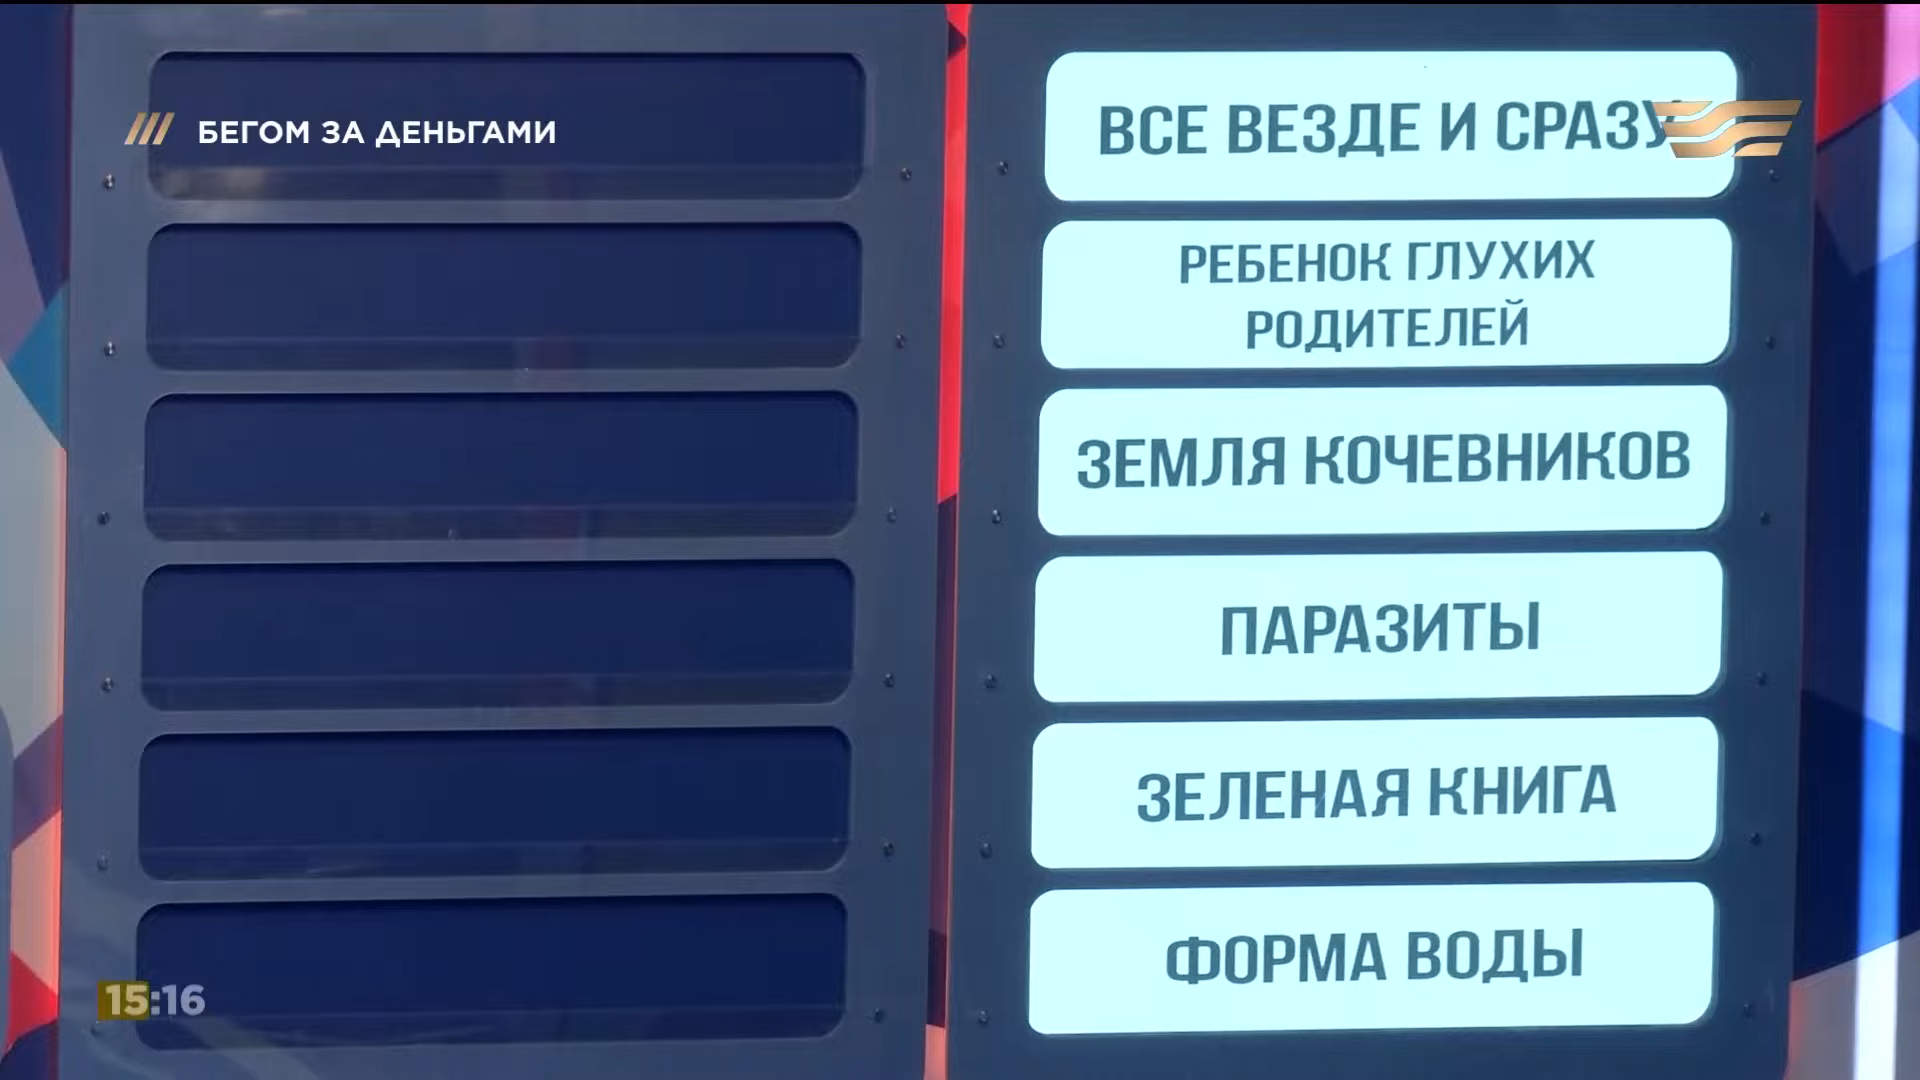 БЕГОМ ЗА ДЕНЬГАМИ
ВСЕ ВЕЗДЕ И СРАЗУ
РЕБЕНОК ГЛУХИХ
РОДИТЕЛЕЙ
ЗЕМЛЯ КОЧЕВНИКОВ
ПАРАЗИТЫ
ЗЕЛЕНАЯ КНИГА
ФОРМА ВОДЫ
15:16